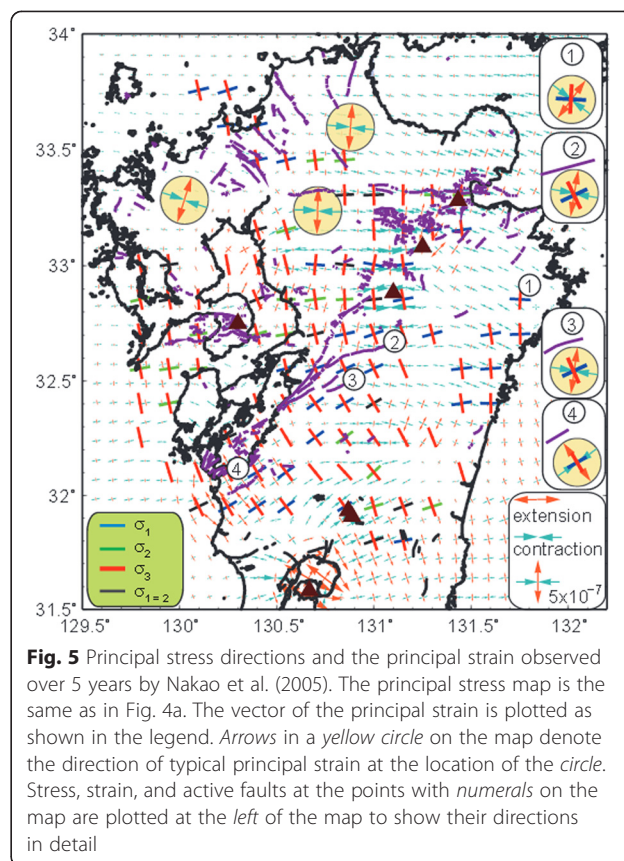 34°
33.5°
33°
32.5°
32°
31.5°
129.5°
130.0°
130.5°
131°
131.5°
132°
①
②
③
④
①
②
③
④
σ1
σ2
σ3
σ1=2
extension
contraction
5x10⁻⁷
Fig. 5 Principal stress directions and the principal strain observed
over 5 years by Nakao et al. (2005). The principal stress map is the
same as in Fig. 4a. The vector of the principal strain is plotted as
shown in the legend. Arrows in a yellow circle on the map denote
the direction of typical principal strain at the location of the circle.
Stress, strain, and active faults at the points with numerals on the
map are plotted at the left of the map to show their directions
in detail